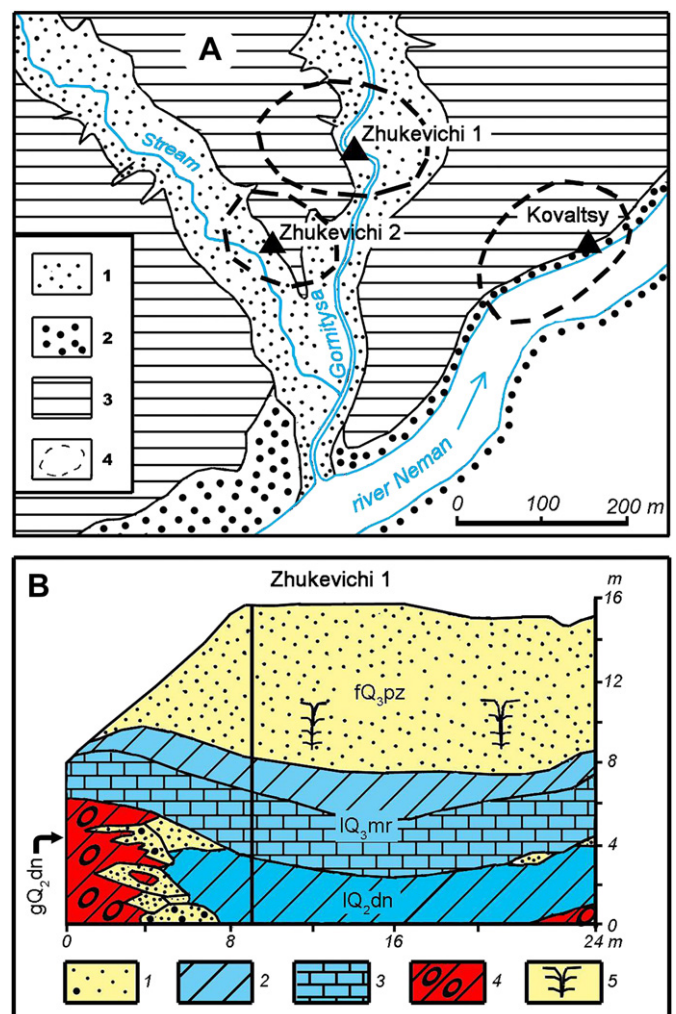 A
Zhukevichi 1
Stream
Kovaltsy
Zhukevichi 2
Gornitysa
1
2
3
4
river Neman
0 100 200 m
B
Zhukevichi 1
m
16
12
8
4
0
fQ3pz
lQ3mr
lQ2dn
gQ2dn
0 8 16 24
m
1 2 3 4 5